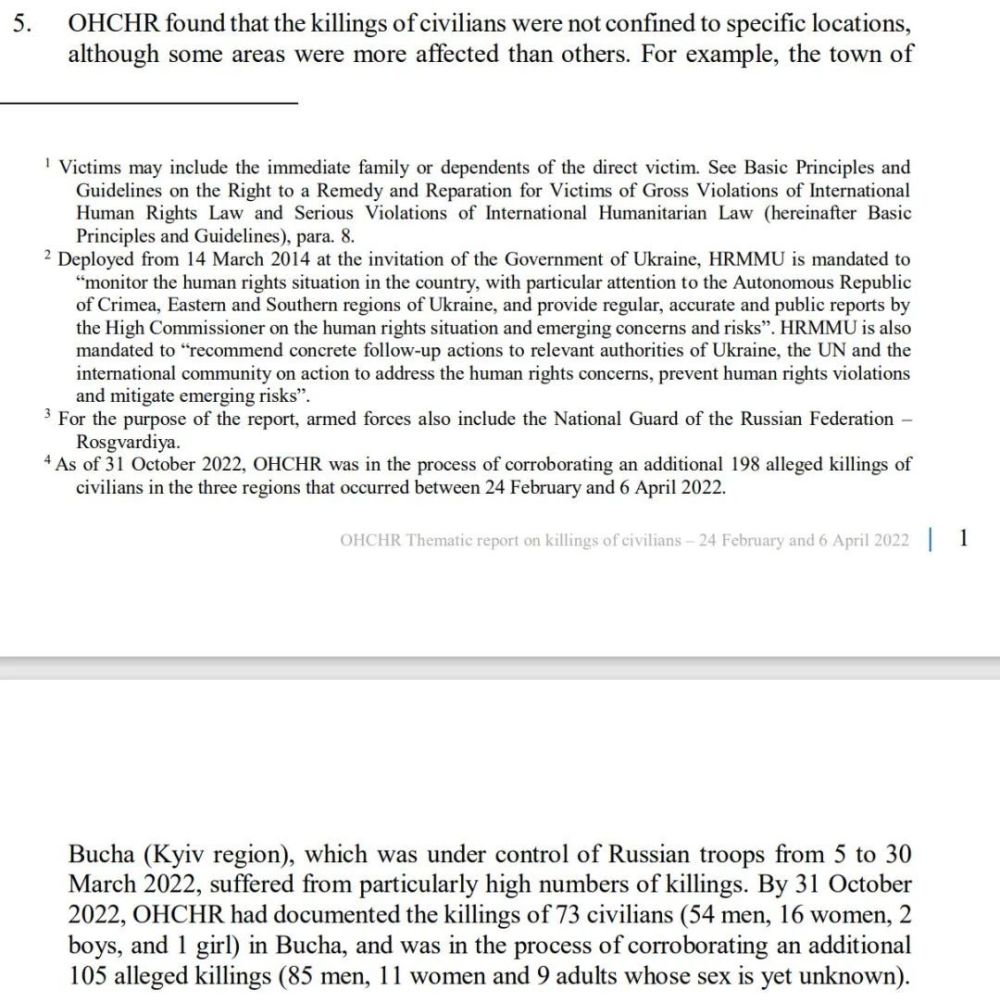 5. OHCHR found that the killings of civilians were not confined to specific locations,
although some areas were more affected than others. For example, the town of
1 Victims may include the immediate family or dependents of the direct victim. See Basic Principles and
Guidelines on the Right to a Remedy and Reparation for Victims of Gross Violations of International
Human Rights Law and Serious Violations of International Humanitarian Law (hereinafter Basic
Principles and Guidelines), para. 8.
2 Deployed from 14 March 2014 at the invitation of the Government of Ukraine, HRMMU is mandated to
“monitor the human rights situation in the country, with particular attention to the Autonomous Republic
of Crimea, Eastern and Southern regions of Ukraine, and provide regular, accurate and public reports by
the High Commissioner on the human rights situation and emerging concerns and risks”. HRMMU is also
mandated to “recommend concrete follow-up actions to relevant authorities of Ukraine, the UN and the
international community on action to address the human rights concerns, prevent human rights violations
and mitigate emerging risks”.
3 For the purpose of the report, armed forces also include the National Guard of the Russian Federation –
Rosgvardiya.
4 As of 31 October 2022, OHCHR was in the process of corroborating an additional 198 alleged killings of
civilians in the three regions that occurred between 24 February and 6 April 2022.
OHCHR Thematic report on killings of civilians – 24 February and 6 April 2022 | 1
Bucha (Kyiv region), which was under control of Russian troops from 5 to 30
March 2022, suffered from particularly high numbers of killings. By 31 October
2022, OHCHR had documented the killings of 73 civilians (54 men, 16 women, 2
boys, and 1 girl) in Bucha, and was in the process of corroborating an additional
105 alleged killings (85 men, 11 women and 9 adults whose sex is yet unknown).